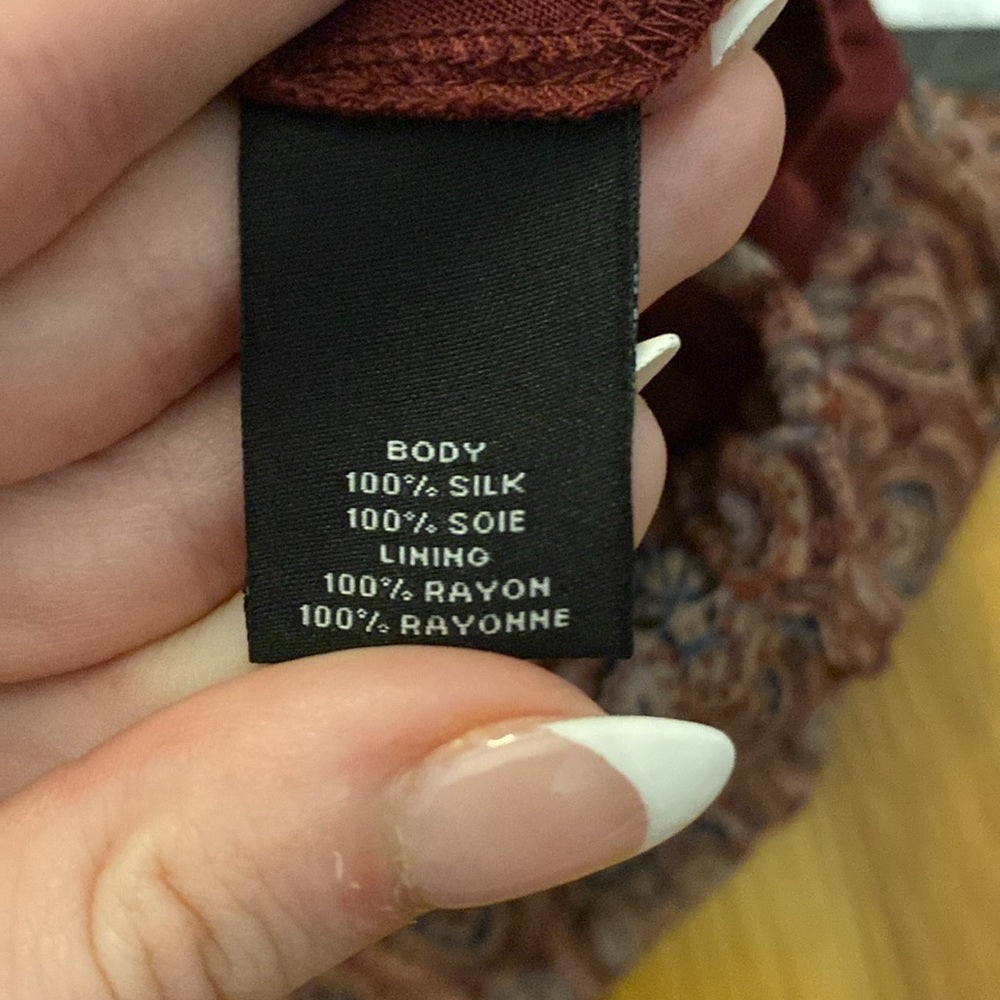 BODY
100% SILK
100% SOIE
LINING
100% RAYON
100% RAYONNE